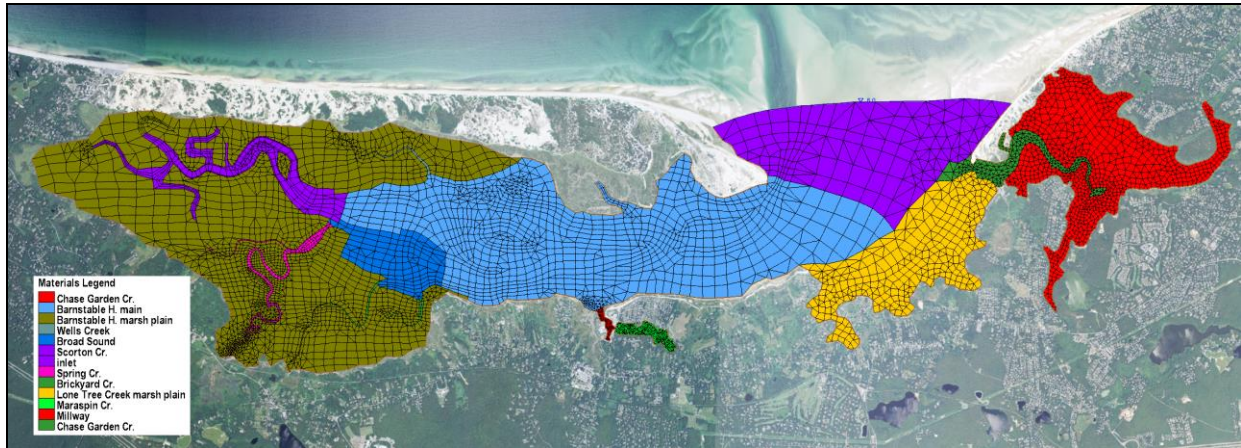 Materials Legend
Chase Garden Cr.
Barnstable H. main
Barnstable H. marsh plain
Wells Creek
Broad Sound
Scorton Cr.
inlet
Spring Cr.
Brickyard Cr.
Lone Tree Creek marsh plain
Maraspin Cr.
Millway
Chase Garden Cr.